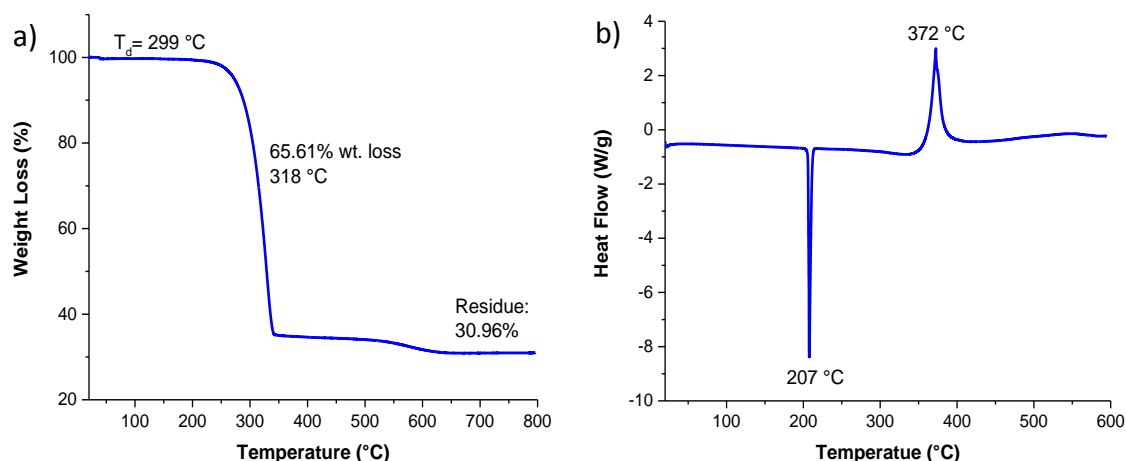 a)
T_d= 299 °C
65.61% wt. loss
318 °C
Residue:
30.96%
Weight Loss (%)
100
80
60
40
20
0 100 200 300 400 500 600 700 800
Temperature (°C)
b)
372 °C
207 °C
Heat Flow (W/g)
4
2
0
-2
-4
-6
-8
-10
100 200 300 400 500 600
Temperatue (°C)